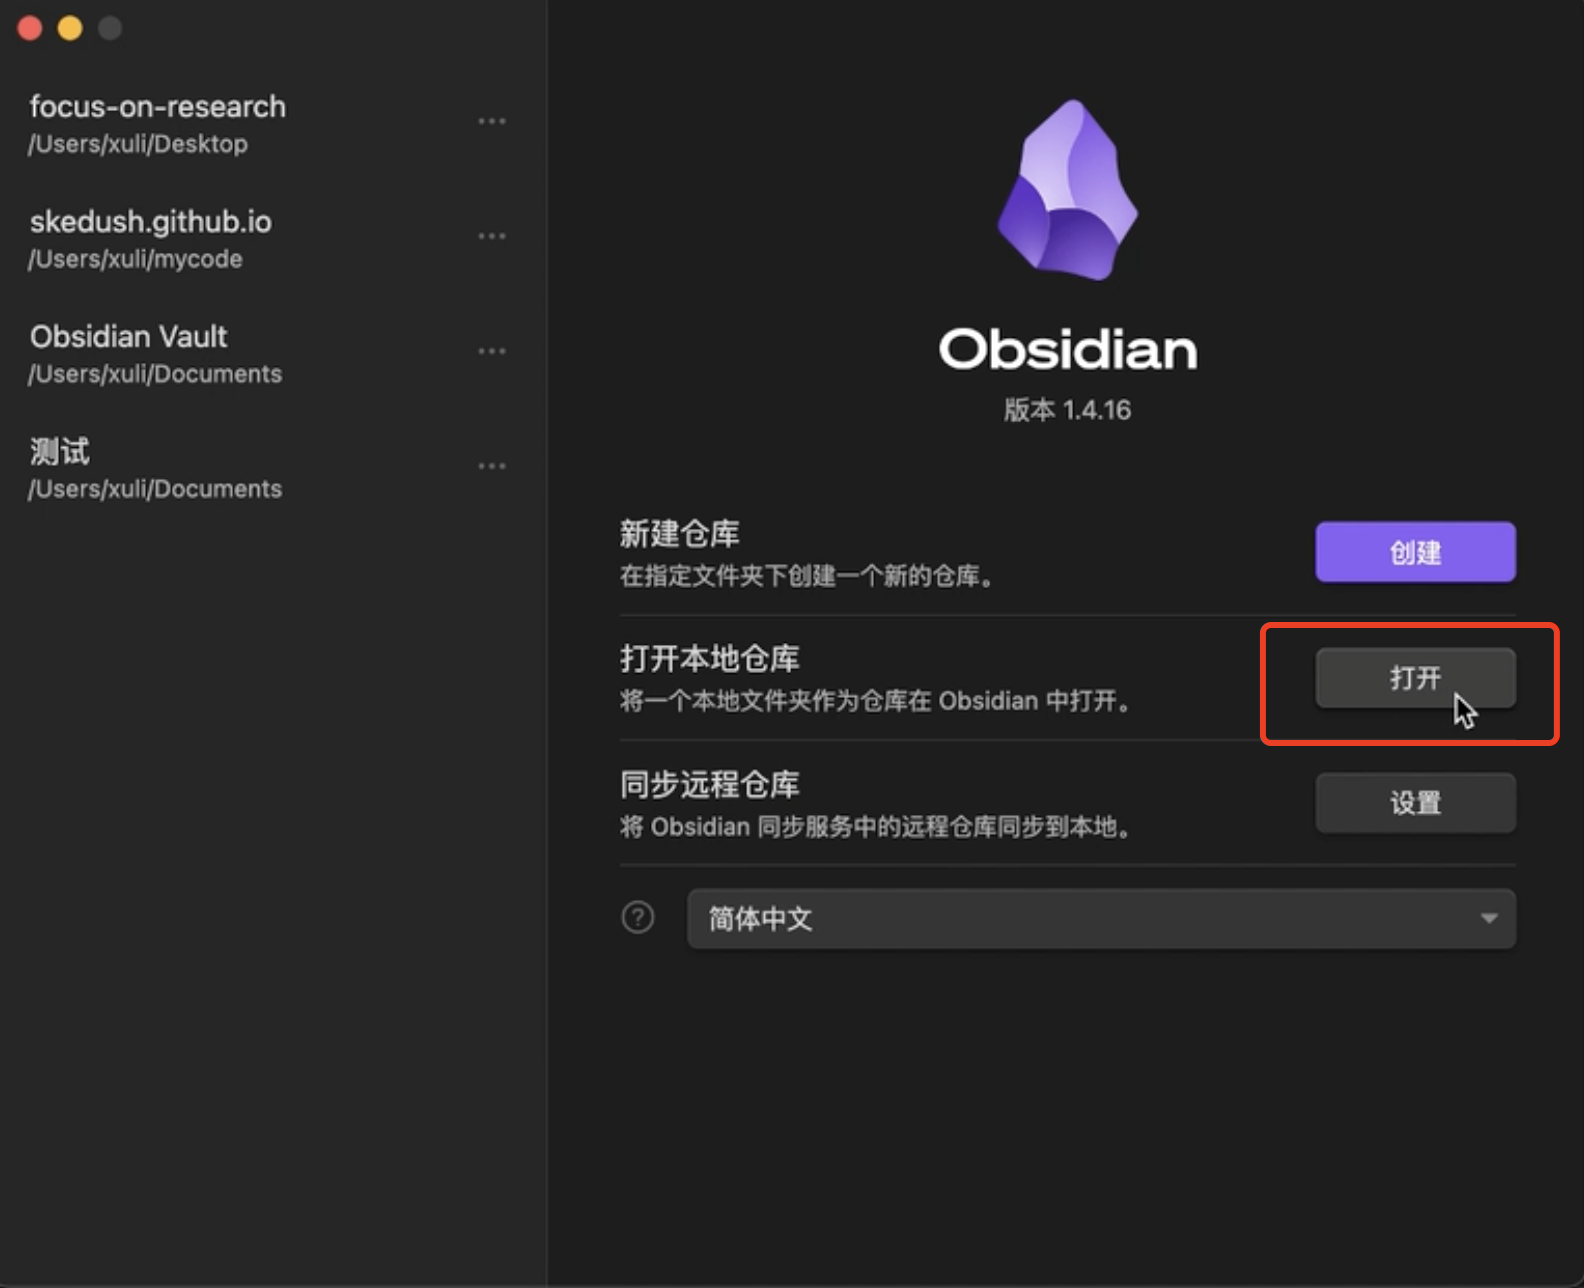 focus-on-research
/Users/xuli/Desktop
skedush.github.io
/Users/xuli/mycode
Obsidian Vault
/Users/xuli/Documents
测试
/Users/xuli/Documents
Obsidian
版本 1.4.16
新建仓库
在指定文件夹下创建一个新的仓库。
创建
打开本地仓库
将一个本地文件夹作为仓库在 Obsidian 中打开。
打开
同步远程仓库
将 Obsidian 同步服务中的远程仓库同步到本地。
设置
简体中文